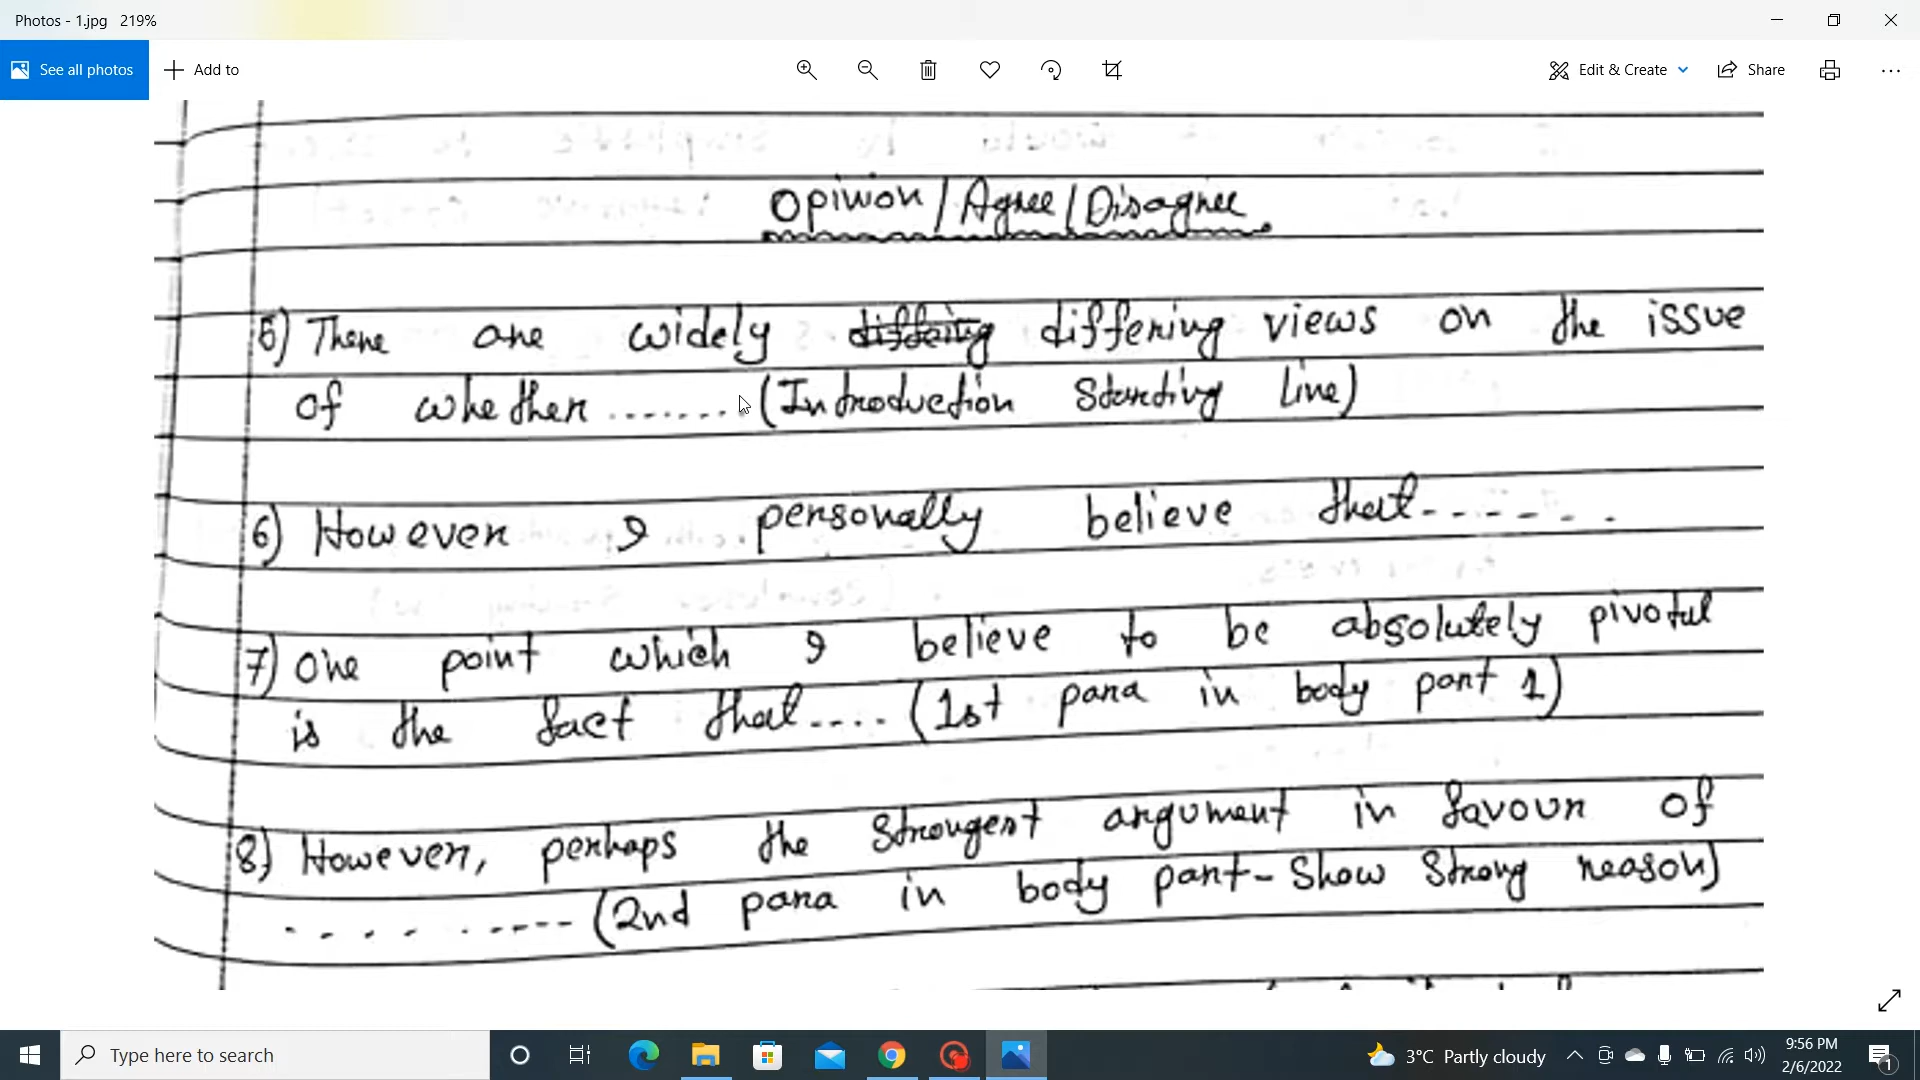 Photos - 1.jpg 219%
See all photos
Add to
Edit & Create
Share
Opinion / Agree / Disagree
5) There are widely differing differing views on the issue
of whether ....... (Introduction Starting line)
6) However I personally believe that.......
7) One point which I believe to be absolutely pivotal
is the fact that.... (1st para in body part 1)
8) However, perhaps the strongest argument in favour of
........... (2nd para in body part - Show Strong reason)
Type here to search
3°C Partly cloudy
9:56 PM
2/6/2022
1